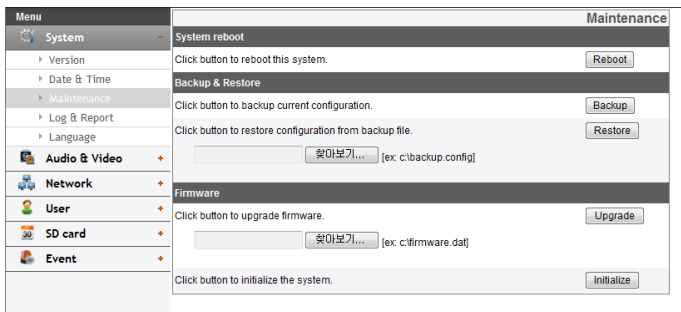 Menu
Maintenance
System -
System reboot
Version
Click button to reboot this system. Reboot
Date & Time
Backup & Restore
Maintenance
Click button to backup current configuration. Backup
Log & Report
Click button to restore configuration from backup file. Restore
Language
찾아보기... [ex: c:\backup.config]
Audio & Video +
Network +
Firmware
User +
Click button to upgrade firmware. Upgrade
30 SD card +
찾아보기... [ex: c:\firmware.dat]
Event +
Click button to initialize the system. Initialize